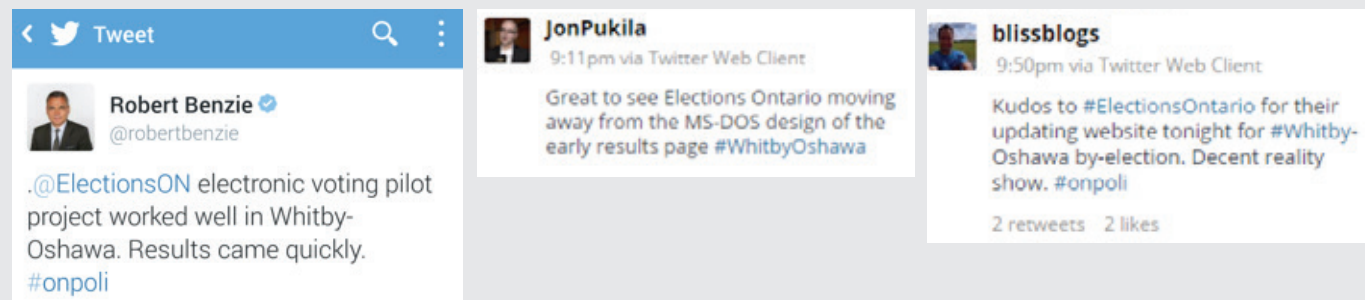 Tweet
Robert Benzie
@robertbenzie
.@ElectionsON electronic voting pilot
project worked well in Whitby-
Oshawa. Results came quickly.
#onpoli
JonPukila
9:11pm via Twitter Web Client
Great to see Elections Ontario moving
away from the MS-DOS design of the
early results page #WhitbyOshawa
blissblogs
9:50pm via Twitter Web Client
Kudos to #ElectionsOntario for their
updating website tonight for #Whitby-
Oshawa by-election. Decent reality
show. #onpoli
2 retweets 2 likes